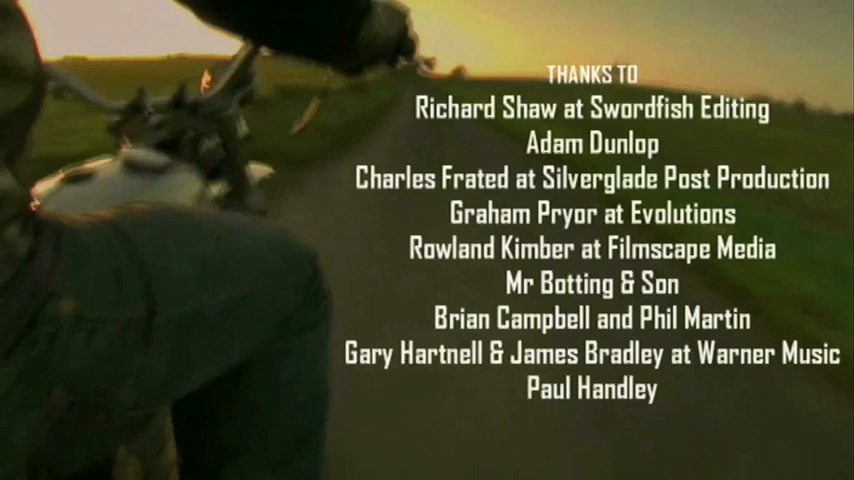 THANKS TO
Richard Shaw at Swordfish Editing
Adam Dunlop
Charles Frated at Silverglade Post Production
Graham Pryor at Evolutions
Rowland Kimber at Filmscape Media
Mr Botting & Son
Brian Campbell and Phil Martin
Gary Hartnell & James Bradley at Warner Music
Paul Handley